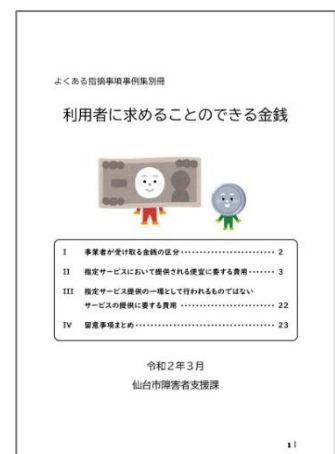 よくある指摘事項事例集別冊
利用者に求めることのできる金銭
I 事業者が受け取る金銭の区分 ・・・・・・・・・・・・・・・・・・・・ 2
II 指定サービスにおいて提供される便宜に要する費用 ・・・・・・・ 3
III 指定サービス提供の一環として行われるものではない
サービスの提供に要する費用 ・・・・・・・・・・・・・・・・・・・・ 22
IV 留意事項まとめ ・・・・・・・・・・・・・・・・・・・・・・・・・・・・ 23
令和2年3月
仙台市障害者支援課
1